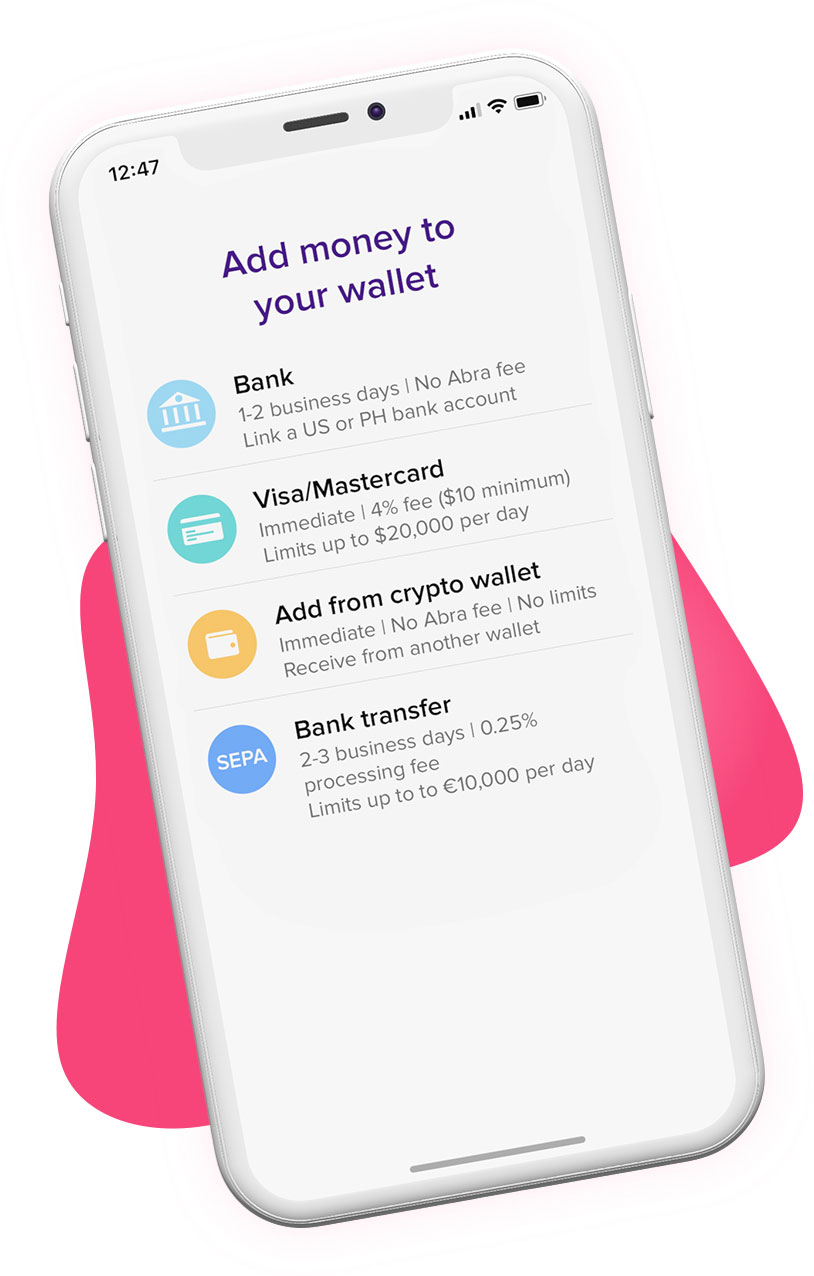 12:47
Add money to
your wallet
Bank
1-2 business days | No Abra fee
Link a US or PH bank account
Visa/Mastercard
Immediate | 4% fee ($10 minimum)
Limits up to $20,000 per day
Add from crypto wallet
Immediate | No Abra fee | No limits
Receive from another wallet
SEPA
Bank transfer
2-3 business days | 0.25%
processing fee
Limits up to to €10,000 per day